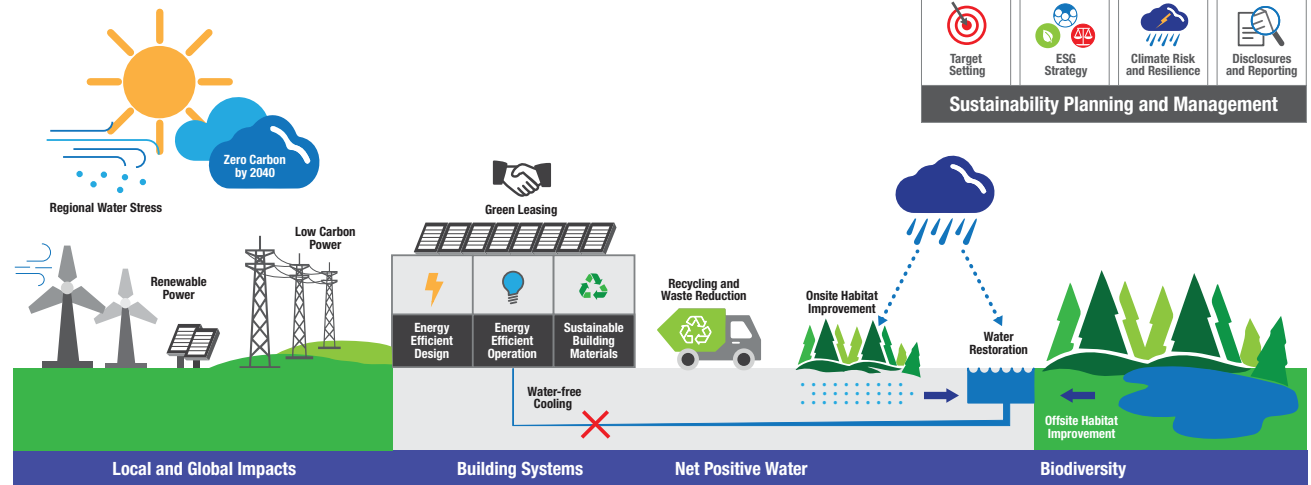 Target
Setting
ESG
Strategy
Climate Risk
and Resilience
Disclosures
and Reporting
Sustainability Planning and Management
Zero Carbon
by 2040
Regional Water Stress
Green Leasing
Low Carbon
Power
Renewable
Power
Energy
Efficient
Design
Energy
Efficient
Operation
Sustainable
Building
Materials
Recycling and
Waste Reduction
Onsite Habitat
Improvement
Water
Restoration
Water-free
Cooling
Offsite Habitat
Improvement
Local and Global Impacts
Building Systems
Net Positive Water
Biodiversity